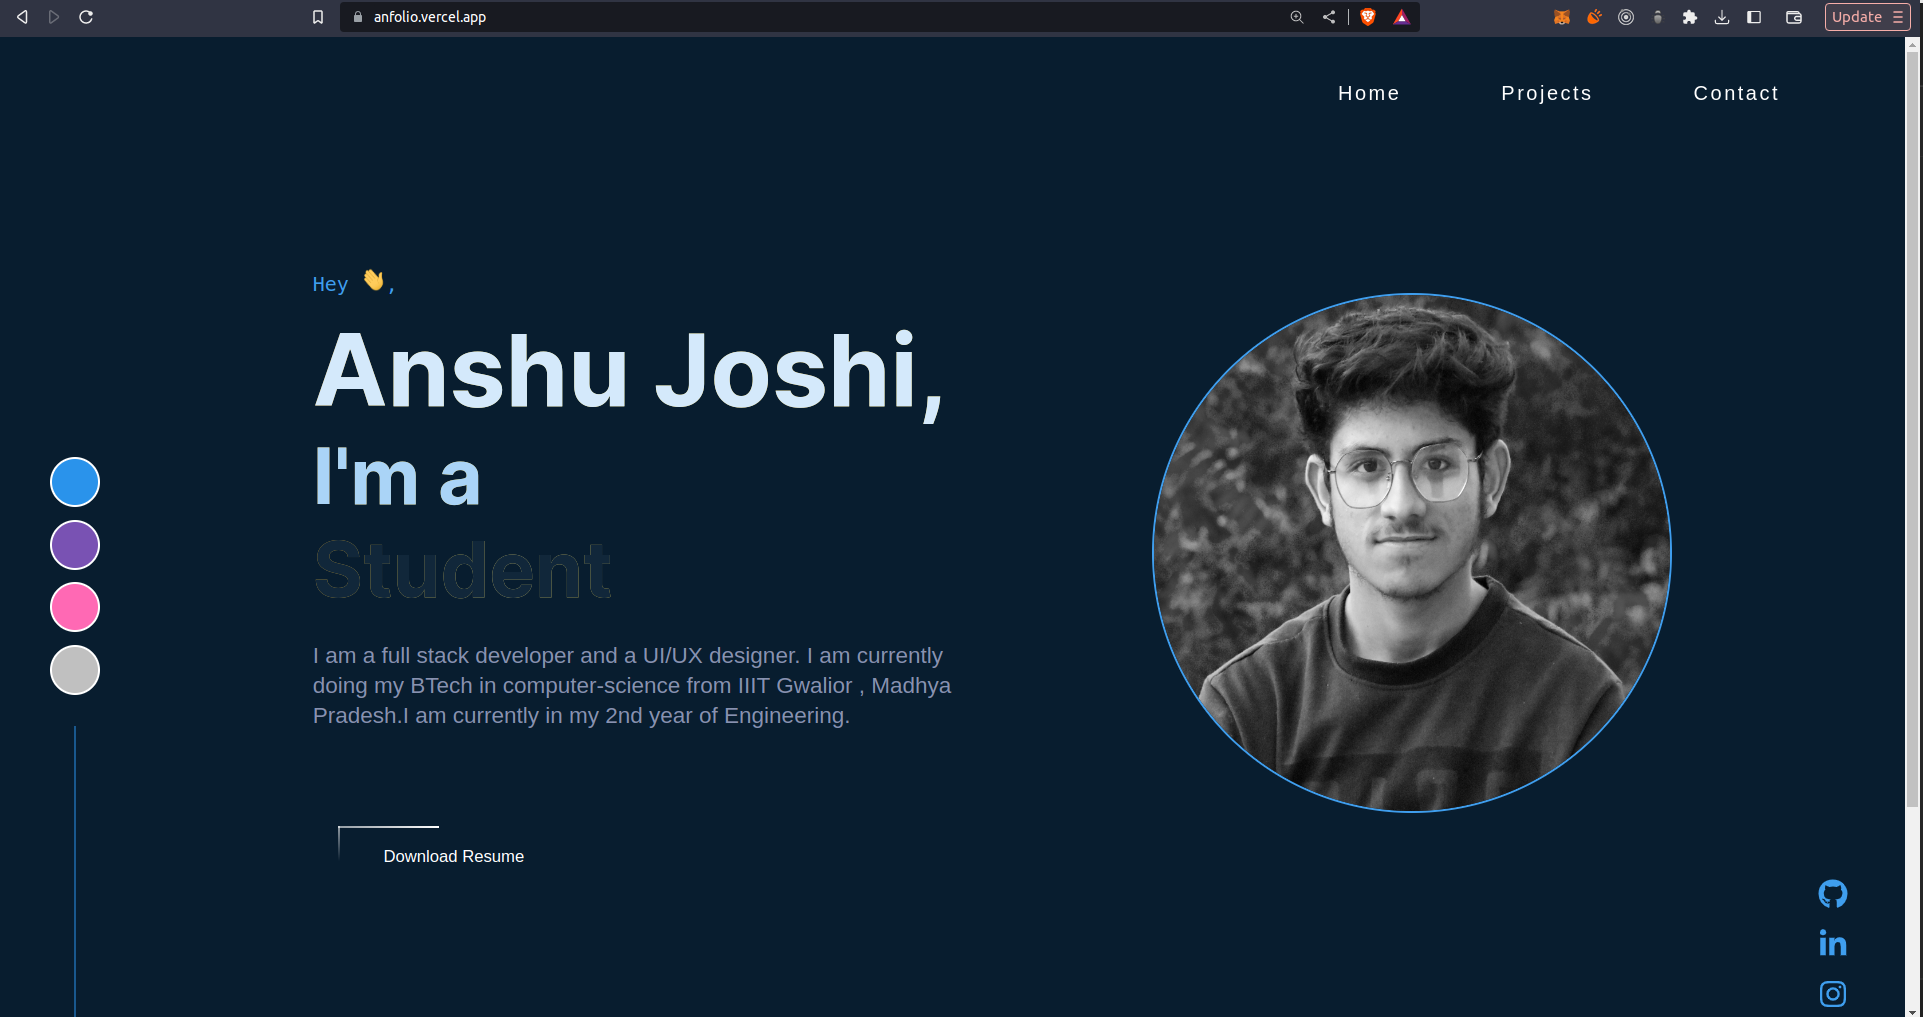 anfolio.vercel.app
Update
Home Projects Contact
Hey 👋,
Anshu Joshi,
I'm a
Student
I am a full stack developer and a UI/UX designer. I am currently
doing my BTech in computer-science from IIIT Gwalior , Madhya
Pradesh.I am currently in my 2nd year of Engineering.
Download Resume
in